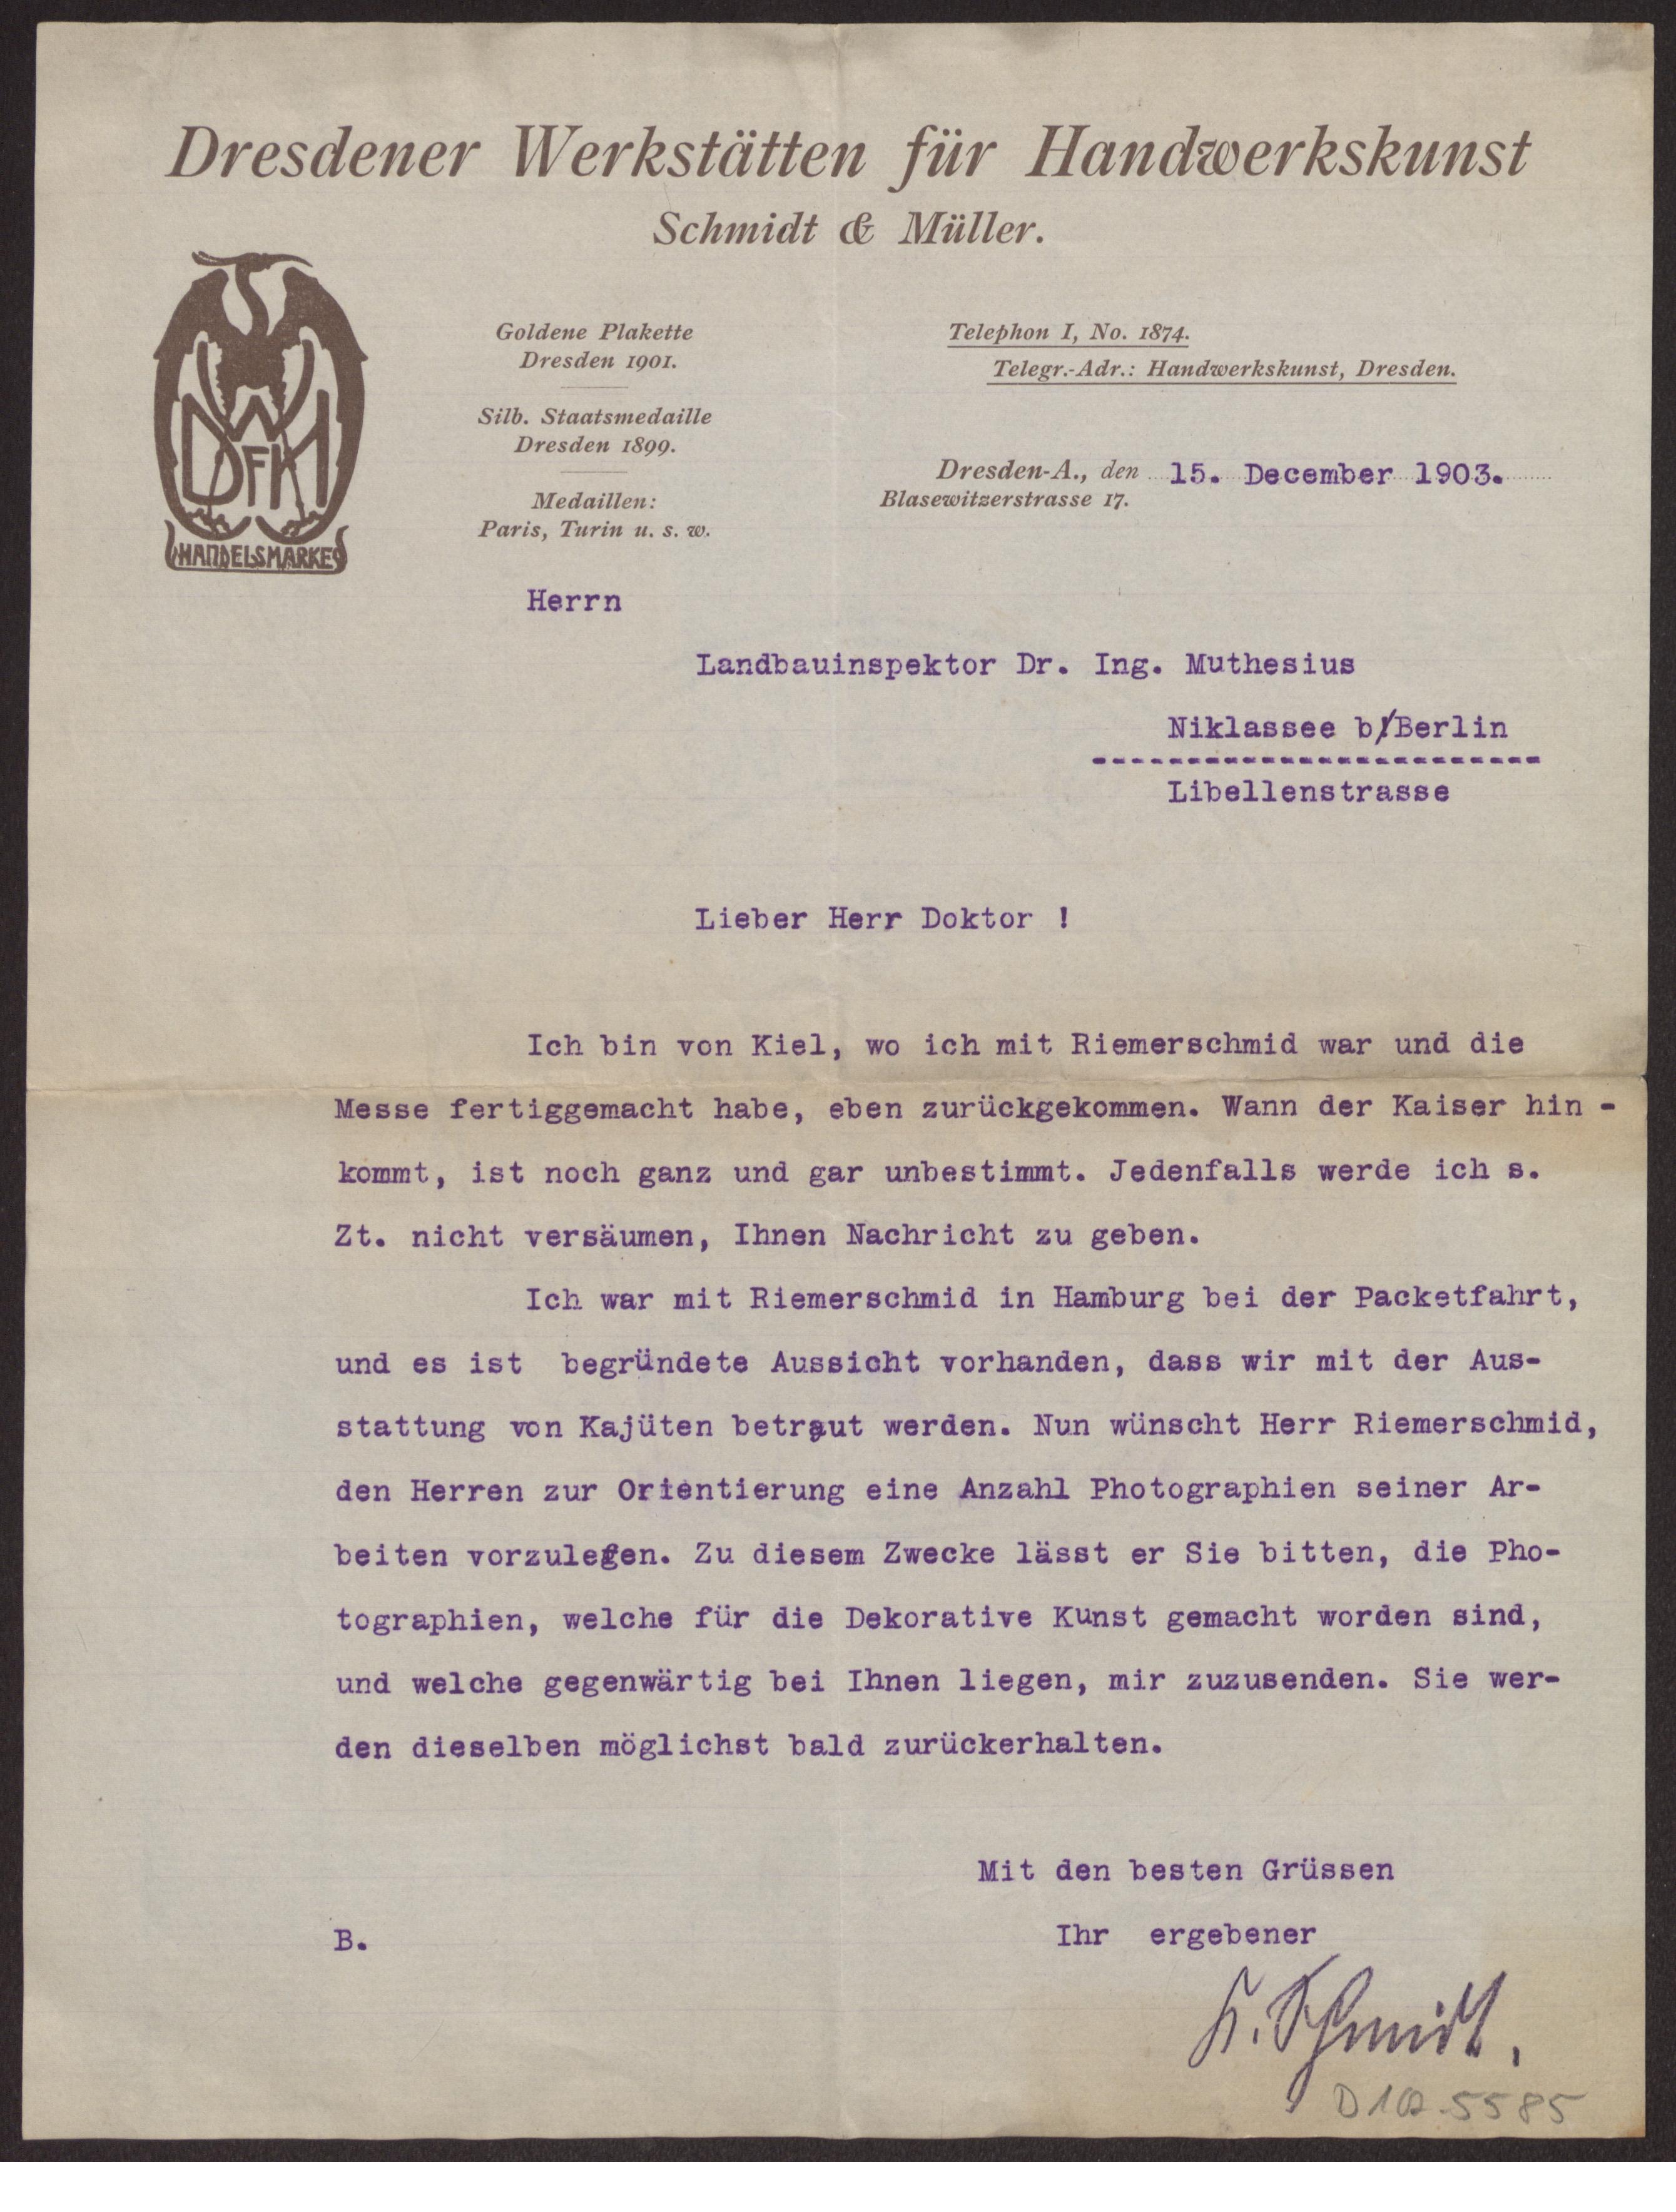 Dresdener Werkstätten für Handwerkskunst
Schmidt & Müller.
DWFHK
HANDELSMARKE
Goldene Plakette
Dresden 1901.
Silb. Staatsmedaille
Dresden 1899.
Medaillen:
Paris, Turin u. s. w.
Telephon I, No. 1874.
Telegr.-Adr.: Handwerkskunst, Dresden.
Dresden-A., den 15. December 1903.
Blasewitzerstrasse 17.
Herrn
Landbauinspektor Dr. Ing. Muthesius
Niklassee b/Berlin
Libellenstrasse
Lieber Herr Doktor !
Ich bin von Kiel, wo ich mit Riemerschmid war und die
Messe fertiggemacht habe, eben zurückgekommen. Wann der Kaiser hin -
kommt, ist noch ganz und gar unbestimmt. Jedenfalls werde ich s.
Zt. nicht versäumen, Ihnen Nachricht zu geben.
Ich war mit Riemerschmid in Hamburg bei der Packetfahrt,
und es ist begründete Aussicht vorhanden, dass wir mit der Aus-
stattung von Kajüten betraut werden. Nun wünscht Herr Riemerschmid,
den Herren zur Orientierung eine Anzahl Photographien seiner Ar-
beiten vorzulegen. Zu diesem Zwecke lässt er Sie bitten, die Pho-
tographien, welche für die Dekorative Kunst gemacht worden sind,
und welche gegenwärtig bei Ihnen liegen, mir zuzusenden. Sie wer-
den dieselben möglichst bald zurückerhalten.
Mit den besten Grüssen
B.
Ihr ergebener
K. Schmidt.
D 102-5585